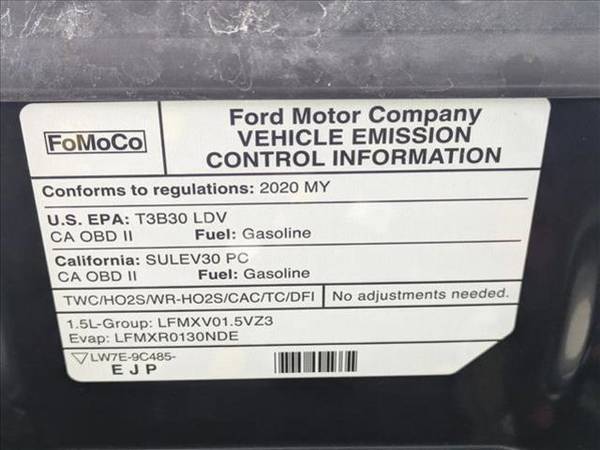 FoMoCo
Ford Motor Company
VEHICLE EMISSION
CONTROL INFORMATION
Conforms to regulations: 2020 MY
U.S. EPA: T3B30 LDV
CA OBD II Fuel: Gasoline
California: SULEV30 PC
CA OBD II Fuel: Gasoline
TWC/HO2S/WR-HO2S/CAC/TC/DFI No adjustments needed.
1.5L-Group: LFMXV01.5VZ3
Evap: LFMXR0130NDE
LW7E-9C485-
E J P